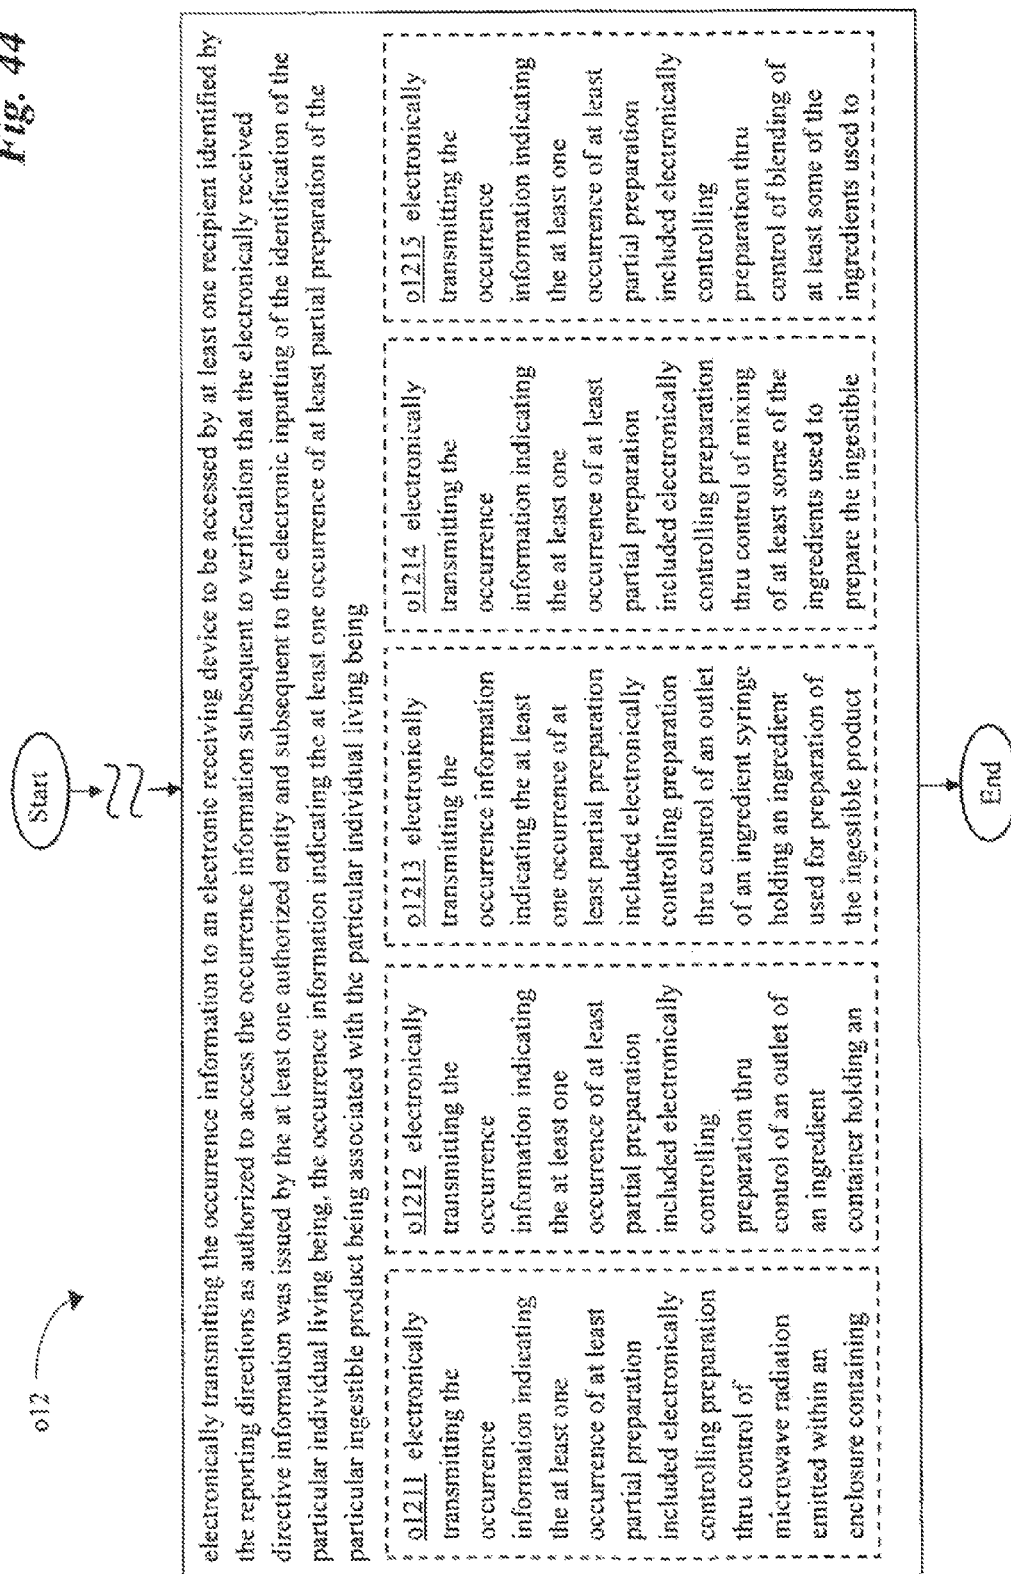 Fig. 44
o12
Start
electronically transmitting the occurrence information to an electronic receiving device to be accessed by at least one recipient identified by
the reporting directions as authorized to access the occurrence information subsequent to verification that the electronically received
directive information was issued by the at least one authorized entity and subsequent to the electronic inputting of the identification of the
particular individual living being, the occurrence information indicating the at least one occurrence of at least partial preparation of the
particular ingestible product being associated with the particular individual living being
o1211 electronically
transmitting the
occurrence
information indicating
the at least one
occurrence of at least
partial preparation
included electronically
controlling preparation
thru control of
microwave radiation
emitted within an
enclosure containing
o1212 electronically
transmitting the
occurrence
information indicating
the at least one
occurrence of at least
partial preparation
included electronically
controlling
preparation thru
control of an outlet of
an ingredient
container holding an
o1213 electronically
transmitting the
occurrence information
indicating the at least
one occurrence of at
least partial preparation
included electronically
controlling preparation
thru control of an outlet
of an ingredient syringe
holding an ingredient
used for preparation of
the ingestible product
o1214 electronically
transmitting the
occurrence
information indicating
the at least one
occurrence of at least
partial preparation
included electronically
controlling preparation
thru control of mixing
of at least some of the
ingredients used to
prepare the ingestible
o1215 electronically
transmitting the
occurrence
information indicating
the at least one
occurrence of at least
partial preparation
included electronically
controlling
preparation thru
control of blending of
at least some of the
ingredients used to
End